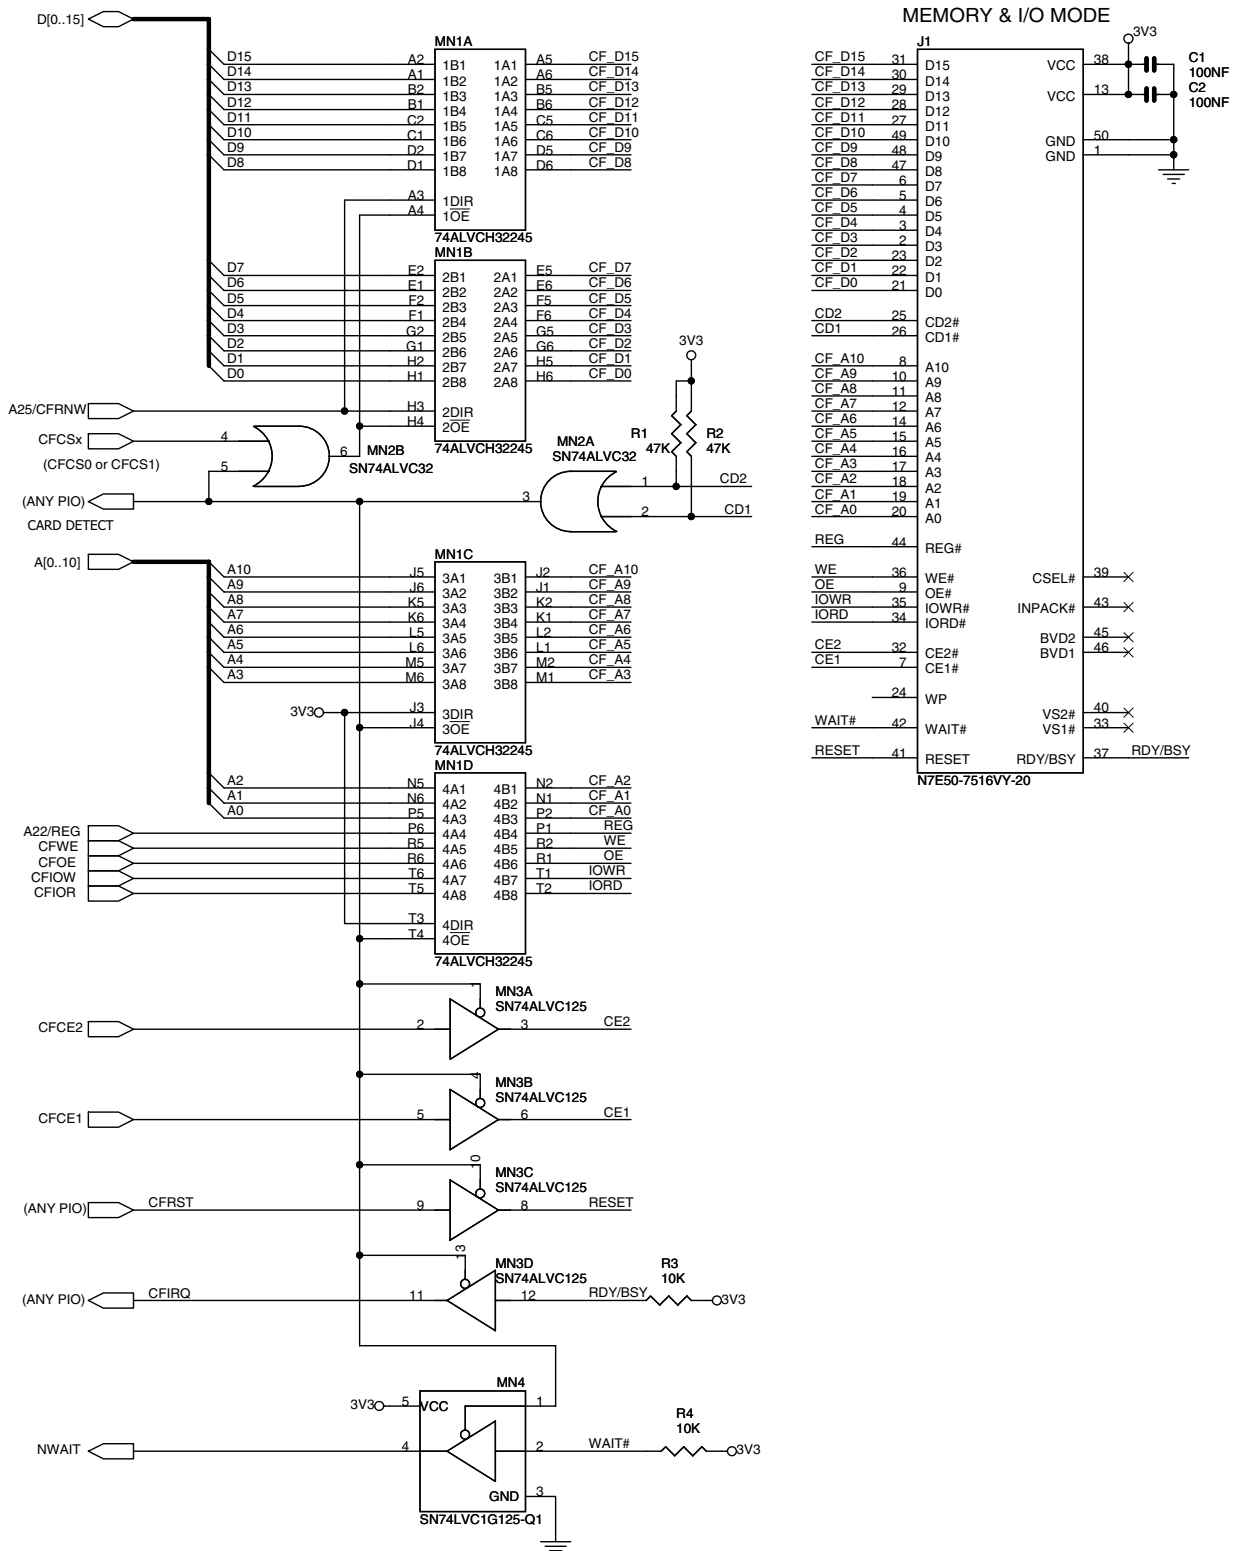 MEMORY & I/O MODE
D[0..15]
MN1A
D15 A2 1B1 1A1 A5 CF_D15
D14 A1 1B2 1A2 A6 CF_D14
D13 B2 1B3 1A3 B5 CF_D13
D12 B1 1B4 1A4 B6 CF_D12
D11 C2 1B5 1A5 C5 CF_D11
D10 C1 1B6 1A6 C6 CF_D10
D9 D2 1B7 1A7 D5 CF_D9
D8 D1 1B8 1A8 D6 CF_D8
A3 1DIR
A4 1OE
74ALVCH32245
MN1B
D7 E2 2B1 2A1 E5 CF_D7
D6 E1 2B2 2A2 E6 CF_D6
D5 F2 2B3 2A3 F5 CF_D5
D4 F1 2B4 2A4 F6 CF_D4
D3 G2 2B5 2A5 G5 CF_D3
D2 G1 2B6 2A6 G6 CF_D2
D1 H2 2B7 2A7 H5 CF_D1
D0 H1 2B8 2A8 H6 CF_D0
A25/CFRNW H3 2DIR
H4 2OE
74ALVCH32245
CFCSx 4
(CFCS0 or CFCS1) 5
6 MN2B
SN74ALVC32
3V3
R1 47K
R2 47K
MN2A
SN74ALVC32
1 CD2
2 CD1
3
(ANY PIO)
CARD DETECT
A[0..10]
MN1C
A10 J5 3A1 3B1 J2 CF_A10
A9 J6 3A2 3B2 J1 CF_A9
A8 K5 3A3 3B3 K2 CF_A8
A7 K6 3A4 3B4 K1 CF_A7
A6 L5 3A5 3B5 L2 CF_A6
A5 L6 3A6 3B6 L1 CF_A5
A4 M5 3A7 3B7 M2 CF_A4
A3 M6 3A8 3B8 M1 CF_A3
3V3 J3 3DIR
J4 3OE
74ALVCH32245
MN1D
A2 N5 4A1 4B1 N2 CF_A2
A1 N6 4A2 4B2 N1 CF_A1
A0 P5 4A3 4B3 P2 CF_A0
A22/REG P6 4A4 4B4 P1 REG
CFWE R5 4A5 4B5 R2 WE
CFOE R6 4A6 4B6 R1 OE
CFIOW T6 4A7 4B7 T1 IOWR
CFIOR T5 4A8 4B8 T2 IORD
T3 4DIR
T4 4OE
74ALVCH32245
1 MN3A
SN74ALVC125
CFCE2 2 3 CE2
4 MN3B
SN74ALVC125
CFCE1 5 6 CE1
10 MN3C
SN74ALVC125
(ANY PIO) CFRST 9 8 RESET
13 MN3D
SN74ALVC125
R3
10K
(ANY PIO) CFIRQ 11 12 RDY/BSY 3V3
MN4
3V3 5 VCC 1
R4
10K
NWAIT 4 2 WAIT# 3V3
GND 3
SN74LVC1G125-Q1
J1
CF_D15 31 D15
CF_D14 30 D14
CF_D13 29 D13
CF_D12 28 D12
CF_D11 27 D11
CF_D10 49 D10
CF_D9 48 D9
CF_D8 47 D8
CF_D7 6 D7
CF_D6 5 D6
CF_D5 4 D5
CF_D4 3 D4
CF_D3 2 D3
CF_D2 23 D2
CF_D1 22 D1
CF_D0 21 D0
CD2 25 CD2#
CD1 26 CD1#
CF_A10 8 A10
CF_A9 10 A9
CF_A8 11 A8
CF_A7 12 A7
CF_A6 14 A6
CF_A5 15 A5
CF_A4 16 A4
CF_A3 17 A3
CF_A2 18 A2
CF_A1 19 A1
CF_A0 20 A0
REG 44 REG#
WE 36 WE#
OE 9 OE#
IOWR 35 IOWR#
IORD 34 IORD#
CE2 32 CE2#
CE1 7 CE1#
24 WP
WAIT# 42 WAIT#
RESET 41 RESET
3V3
VCC 38 C1
100NF
VCC 13 C2
100NF
GND 50
GND 1
CSEL# 39
INPACK# 43
BVD2 45
BVD1 46
VS2# 40
VS1# 33
RDY/BSY 37 RDY/BSY
N7E50-7516VY-20